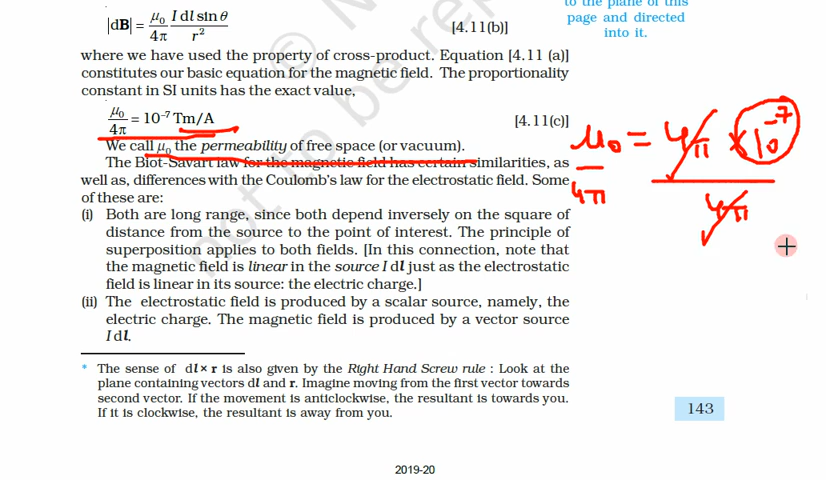 to the plane of this
page and directed
into it.
|dB| = μ₀/4π I dl sin θ/r² [4.11(b)]
where we have used the property of cross-product. Equation [4.11 (a)]
constitutes our basic equation for the magnetic field. The proportionality
constant in SI units has the exact value,
μ₀/4π = 10⁻⁷ Tm/A [4.11(c)]
We call μ₀ the permeability of free space (or vacuum).
The Biot-Savart law for the magnetic field has certain similarities, as
well as, differences with the Coulomb's law for the electrostatic field. Some
of these are:
(i) Both are long range, since both depend inversely on the square of
distance from the source to the point of interest. The principle of
superposition applies to both fields. [In this connection, note that
the magnetic field is linear in the source I dl just as the electrostatic
field is linear in its source: the electric charge.]
(ii) The electrostatic field is produced by a scalar source, namely, the
electric charge. The magnetic field is produced by a vector source
I dl.
μ₀/4π = 4π × 10⁻⁷/4π
* The sense of dl × r is also given by the Right Hand Screw rule : Look at the
plane containing vectors dl and r. Imagine moving from the first vector towards
second vector. If the movement is anticlockwise, the resultant is towards you.
If it is clockwise, the resultant is away from you.
143
2019-20